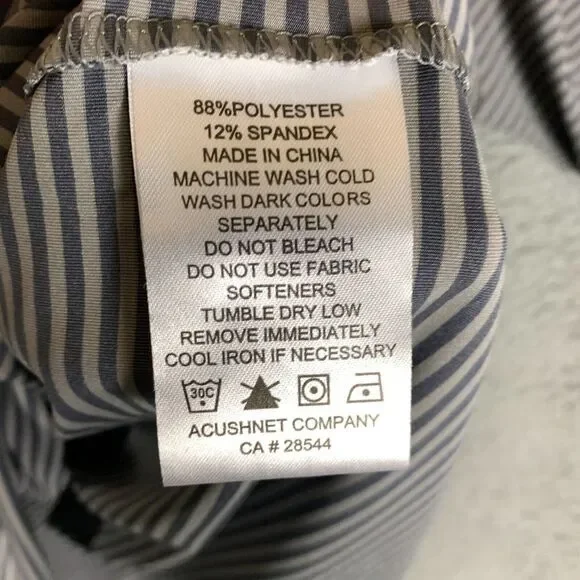 88%POLYESTER
12% SPANDEX
MADE IN CHINA
MACHINE WASH COLD
WASH DARK COLORS
SEPARATELY
DO NOT BLEACH
DO NOT USE FABRIC
SOFTENERS
TUMBLE DRY LOW
REMOVE IMMEDIATELY
COOL IRON IF NECESSARY
30C
ACUSHNET COMPANY
CA # 28544